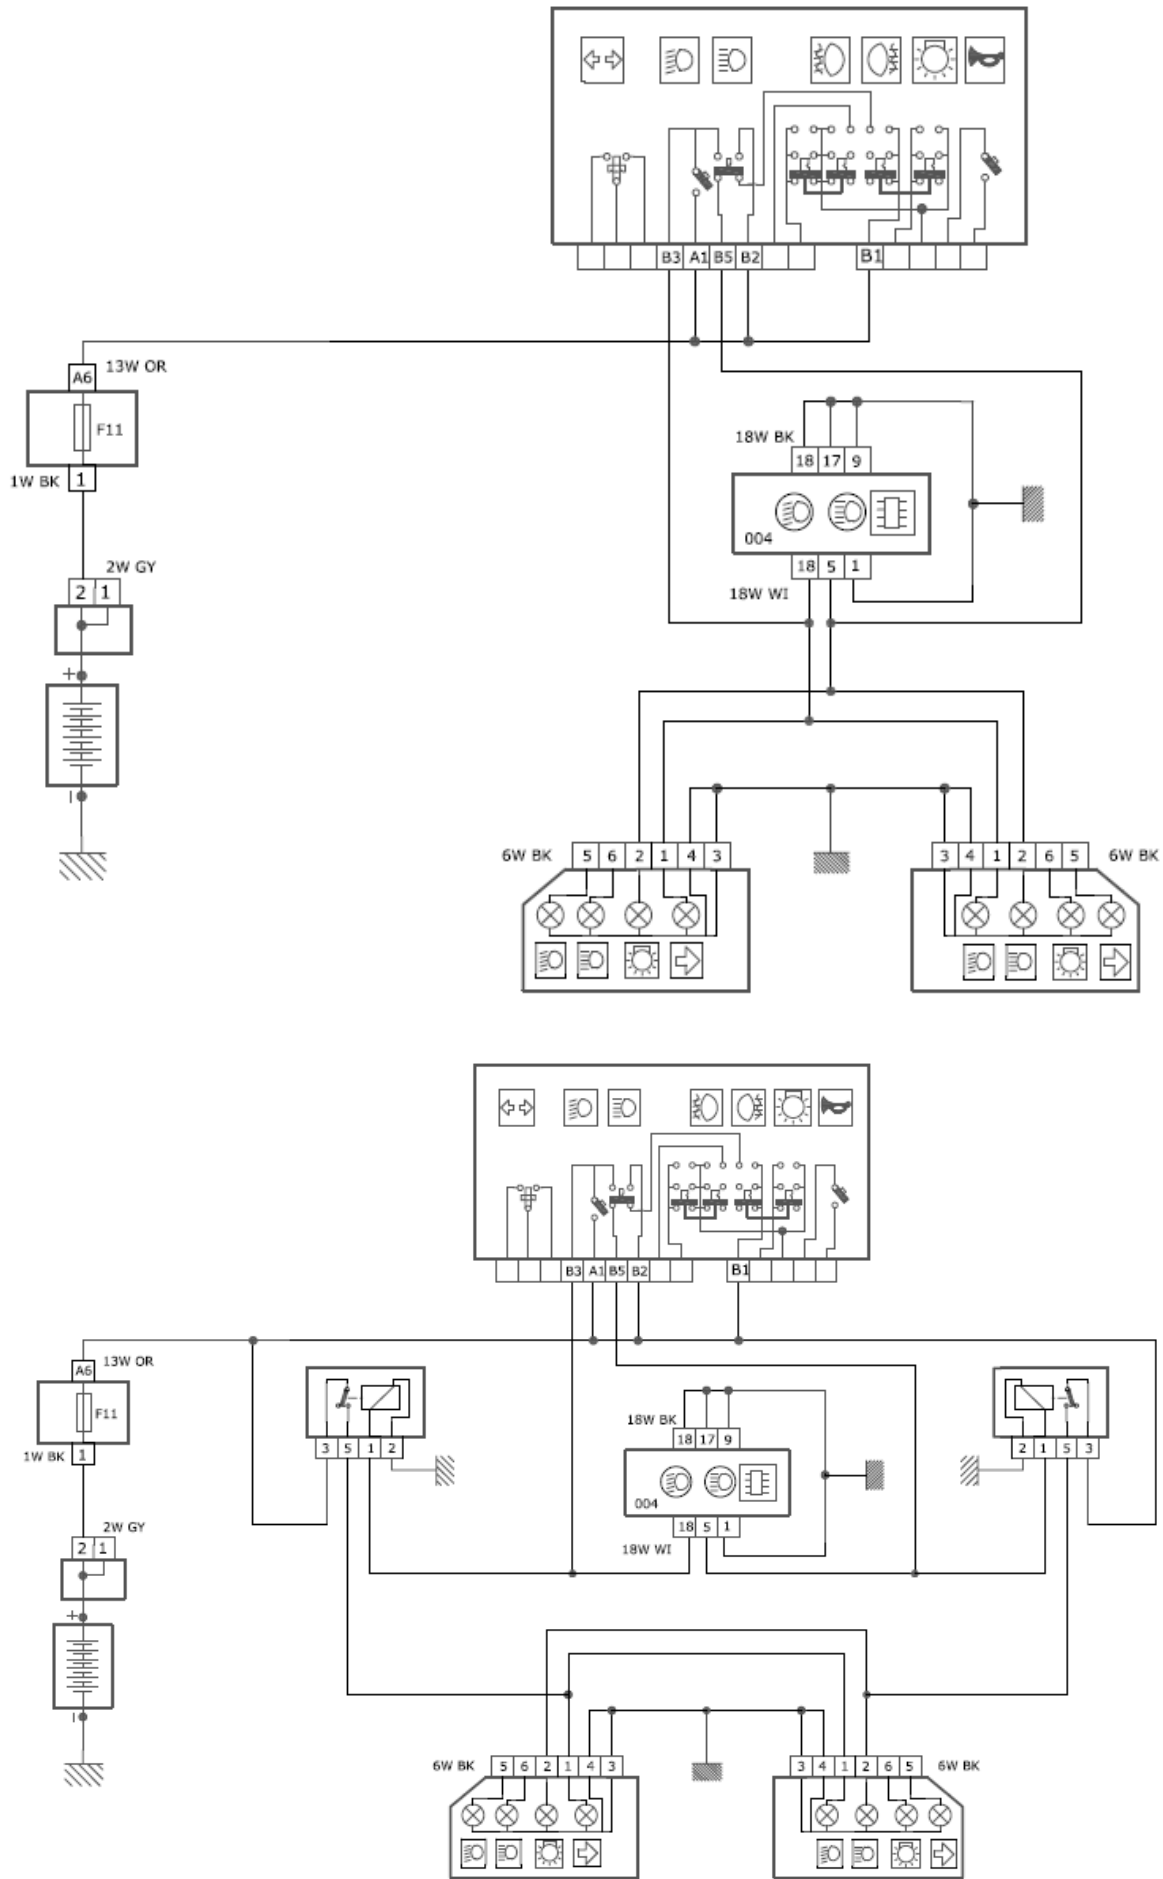 B3 A1 B5 B2 B1
13W OR
A6
F11
1W BK 1
18W BK
18 17 9
2W GY
2 1
004
18 5 1
18W WI
+
6W BK 5 6 2 1 4 3
3 4 1 2 6 5 6W BK
B3 A1 B5 B2 B1
13W OR
A6
F11
1W BK 1
18W BK
18 17 9
3 5 1 2
2 1 5 3
004
18 5 1
18W WI
2W GY
2 1
+
6W BK 5 6 2 1 4 3
3 4 1 2 6 5 6W BK